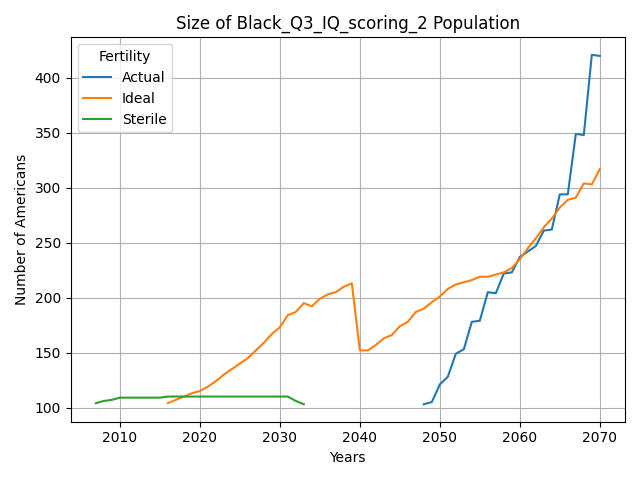 Size of Black_Q3_IQ_scoring_2 Population
Fertility
Actual
Ideal
Sterile
Number of Americans
400
350
300
250
200
150
100
2010 2020 2030 2040 2050 2060 2070
Years